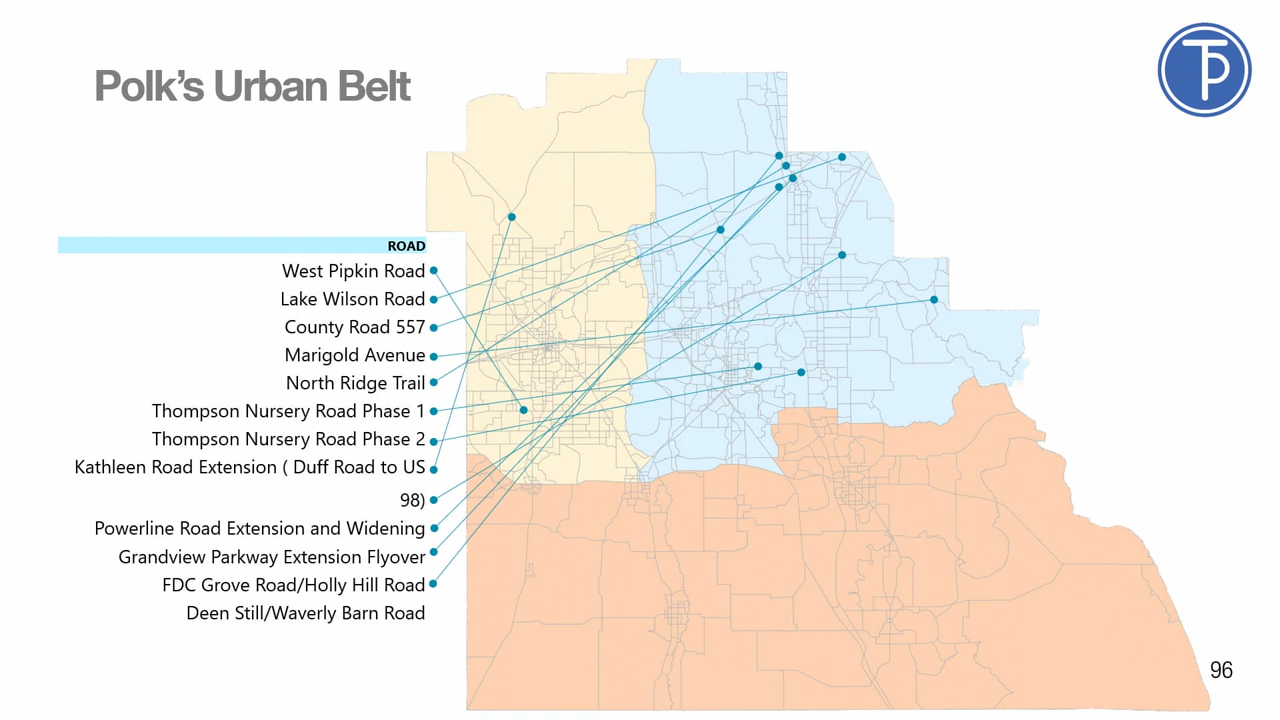 Polk's Urban Belt
TP
ROAD
West Pipkin Road
Lake Wilson Road
County Road 557
Marigold Avenue
North Ridge Trail
Thompson Nursery Road Phase 1
Thompson Nursery Road Phase 2
Kathleen Road Extension ( Duff Road to US
98)
Powerline Road Extension and Widening
Grandview Parkway Extension Flyover
FDC Grove Road/Holly Hill Road
Deen Still/Waverly Barn Road
96